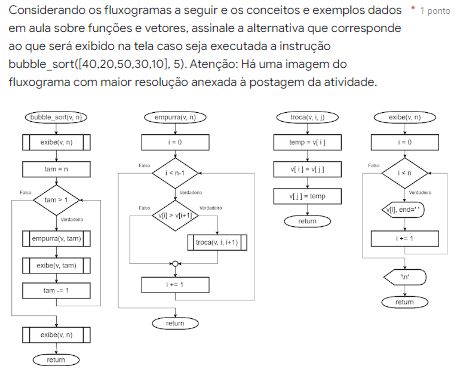 Considerando os fluxogramas a seguir e os conceitos e exemplos dados * 1 ponto
em aula sobre funções e vetores, assinale a alternativa que corresponde
ao que será exibido na tela caso seja executada a instrução
bubble_sort([40,20,50,30,10], 5). Atenção: Há uma imagem do
fluxograma com maior resolução anexada à postagem da atividade.
bubble_sort(v, n)
exibe(v, n)
tam = n
Falso
tam > 1
Verdadeiro
empurra(v, tam)
exibe(v, tam)
tam -= 1
exibe(v, n)
return
empurra(v, n)
i = 0
Falso
i < n-1
Verdadeiro
Falso
v[i] > v[i+1]
Verdadeiro
troca(v, i, i+1)
i += 1
return
troca(v, i, j)
temp = v[ i ]
v[ i ] = v[ j ]
v[ j ] = temp
return
exibe(v, n)
i = 0
Falso
i < n
Verdadeiro
v[i], end=' '
i += 1
'\n'
return